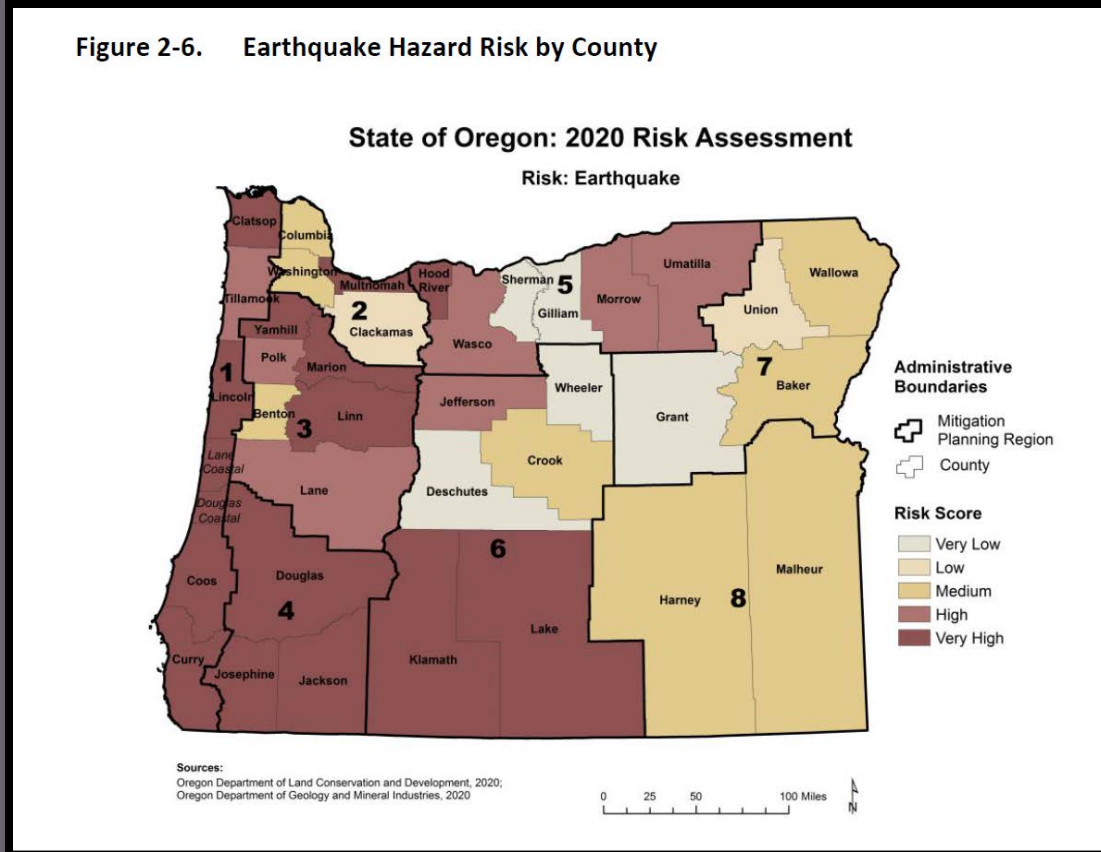 Figure 2-6. Earthquake Hazard Risk by County
State of Oregon: 2020 Risk Assessment
Risk: Earthquake
Clatsop
Columbia
Washington
Tillamook
Multnomah
Hood
River
Sherman
5
Gilliam
Morrow
Umatilla
Wallowa
Union
2
Clackamas
Yamhill
Wasco
Polk
Marion
1
Lincoln
Benton
3
Linn
Jefferson
Wheeler
Grant
7
Baker
Lane
Coastal
Lane
Crook
Deschutes
Douglas
Coastal
6
Coos
Douglas
4
Harney
8
Malheur
Lake
Klamath
Curry
Josephine
Jackson
Administrative
Boundaries
Mitigation
Planning Region
County
Risk Score
Very Low
Low
Medium
High
Very High
Sources:
Oregon Department of Land Conservation and Development, 2020;
Oregon Department of Geology and Mineral Industries, 2020
0 25 50 100 Miles
N